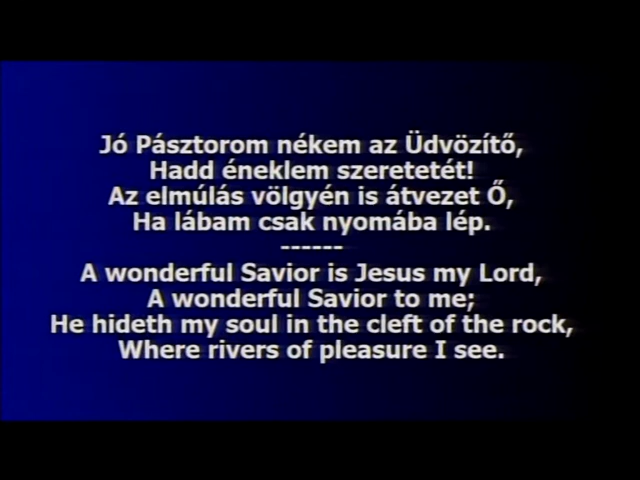 Jó Pásztorom nékem az Üdvözítő,
Hadd éneklem szeretetét!
Az elmúlás völgyén is átvezet Ő,
Ha lábam csak nyomába lép.
------
A wonderful Savior is Jesus my Lord,
A wonderful Savior to me;
He hideth my soul in the cleft of the rock,
Where rivers of pleasure I see.